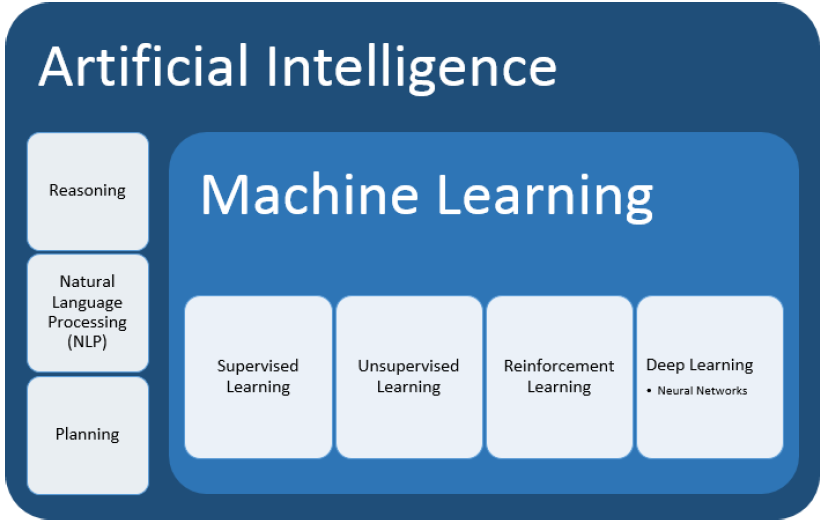 Artificial Intelligence
Reasoning
Natural
Language
Processing
(NLP)
Planning
Machine Learning
Supervised
Learning
Unsupervised
Learning
Reinforcement
Learning
Deep Learning
• Neural Networks